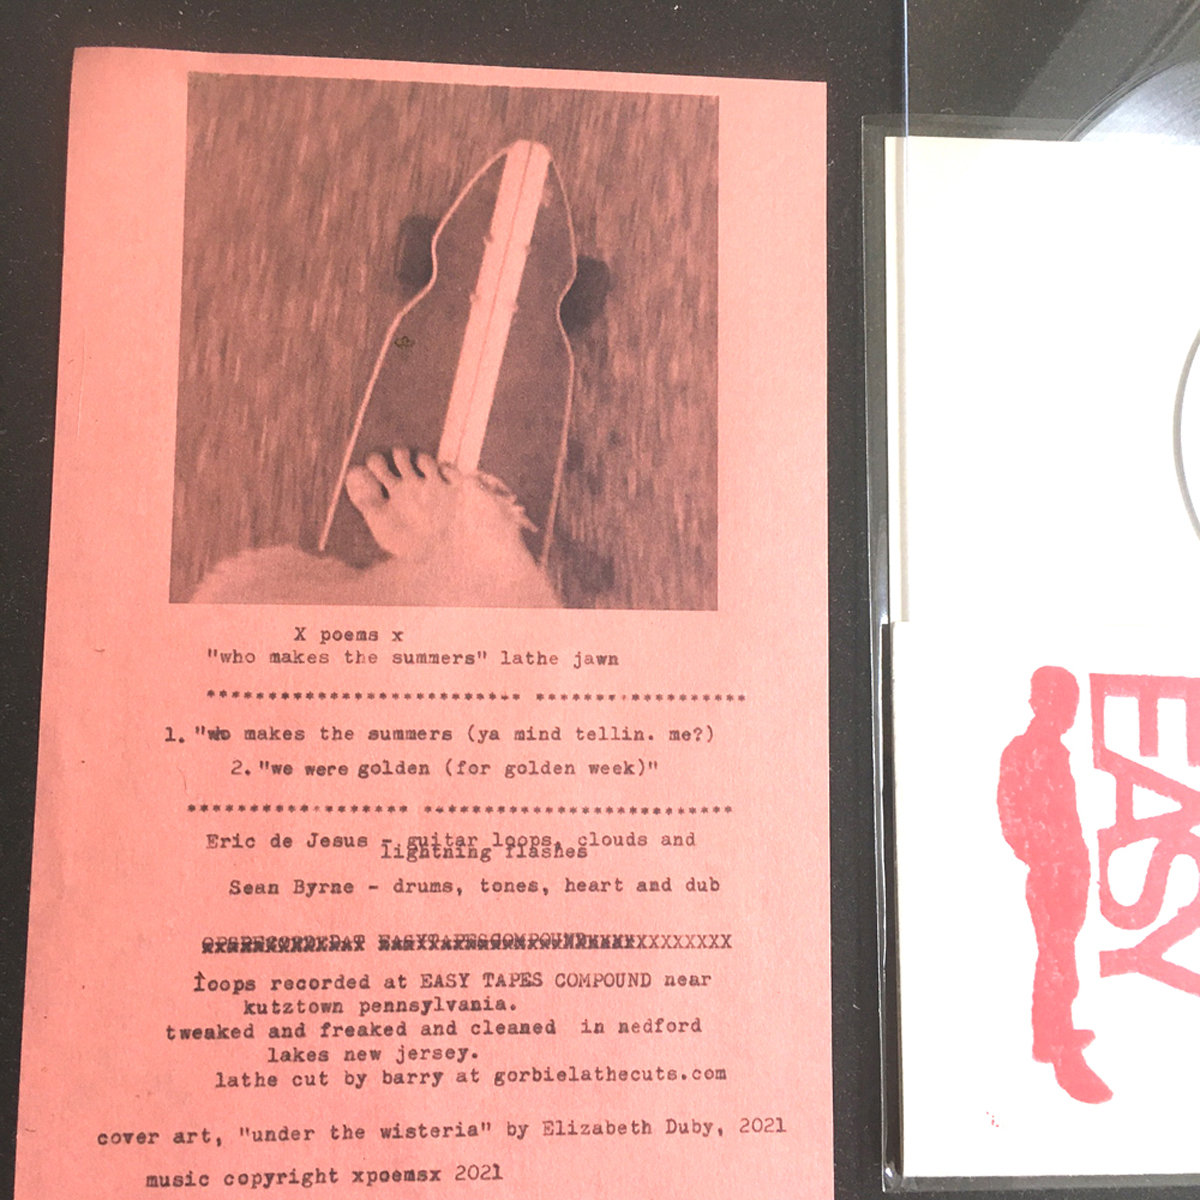 X poems x
"who makes the summers" lathe jawn
************************** *****************
1. "who makes the summers (ya mind tellin. me?)
2. "we were golden (for golden week)"
****************** *************************
Eric de Jesus - guitar loops, clouds and
lightning flashes
Sean Byrne - drums, tones, heart and dub
XXXXXXXX
loops recorded at EASY TAPES COMPOUND near
kutztown pennsylvania.
tweaked and freaked and cleaned in medford
lakes new jersey.
lathe cut by barry at gorbielathecuts.com
cover art, "under the wisteria" by Elizabeth Duby, 2021
music copyright xpoemsx 2021
EASY